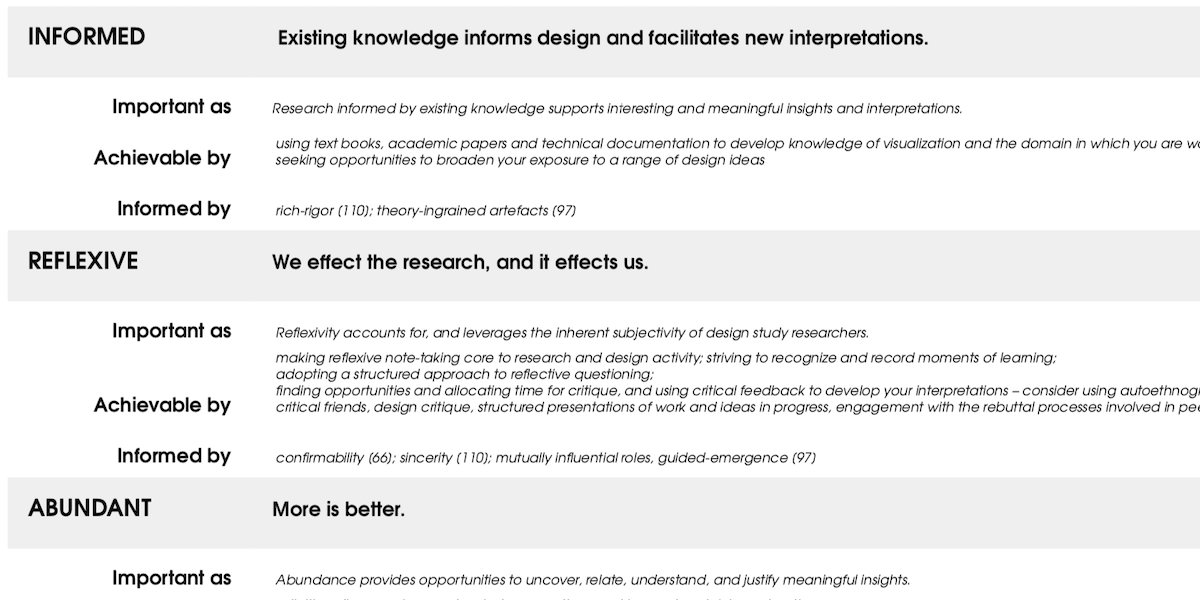 INFORMED Existing knowledge informs design and facilitates new interpretations.
Important as Research informed by existing knowledge supports interesting and meaningful insights and interpretations.
using text books, academic papers and technical documentation to develop knowledge of visualization and the domain in which you are
Achievable by
seeking opportunities to broaden your exposure to a range of design ideas
Informed by rich-rigor (110); theory-ingrained artefacts (97)
REFLEXIVE We effect the research, and it effects us.
Important as Reflexivity accounts for, and leverages the inherent subjectivity of design study researchers.
making reflexive note-taking core to research and design activity; striving to recognize and record moments of learning;
adopting a structured approach to reflective questioning;
finding opportunities and allocating time for critique, and using critical feedback to develop your interpretations – consider using
Achievable by
critical friends, design critique, structured presentations of work and ideas in progress, engagement with the rebuttal processes involved in
Informed by confirmability (66); sincerity (110); mutually influential roles, guided-emergence (97)
ABUNDANT More is better.
Important as Abundance provides opportunities to uncover, relate, understand, and justify meaningful insights.